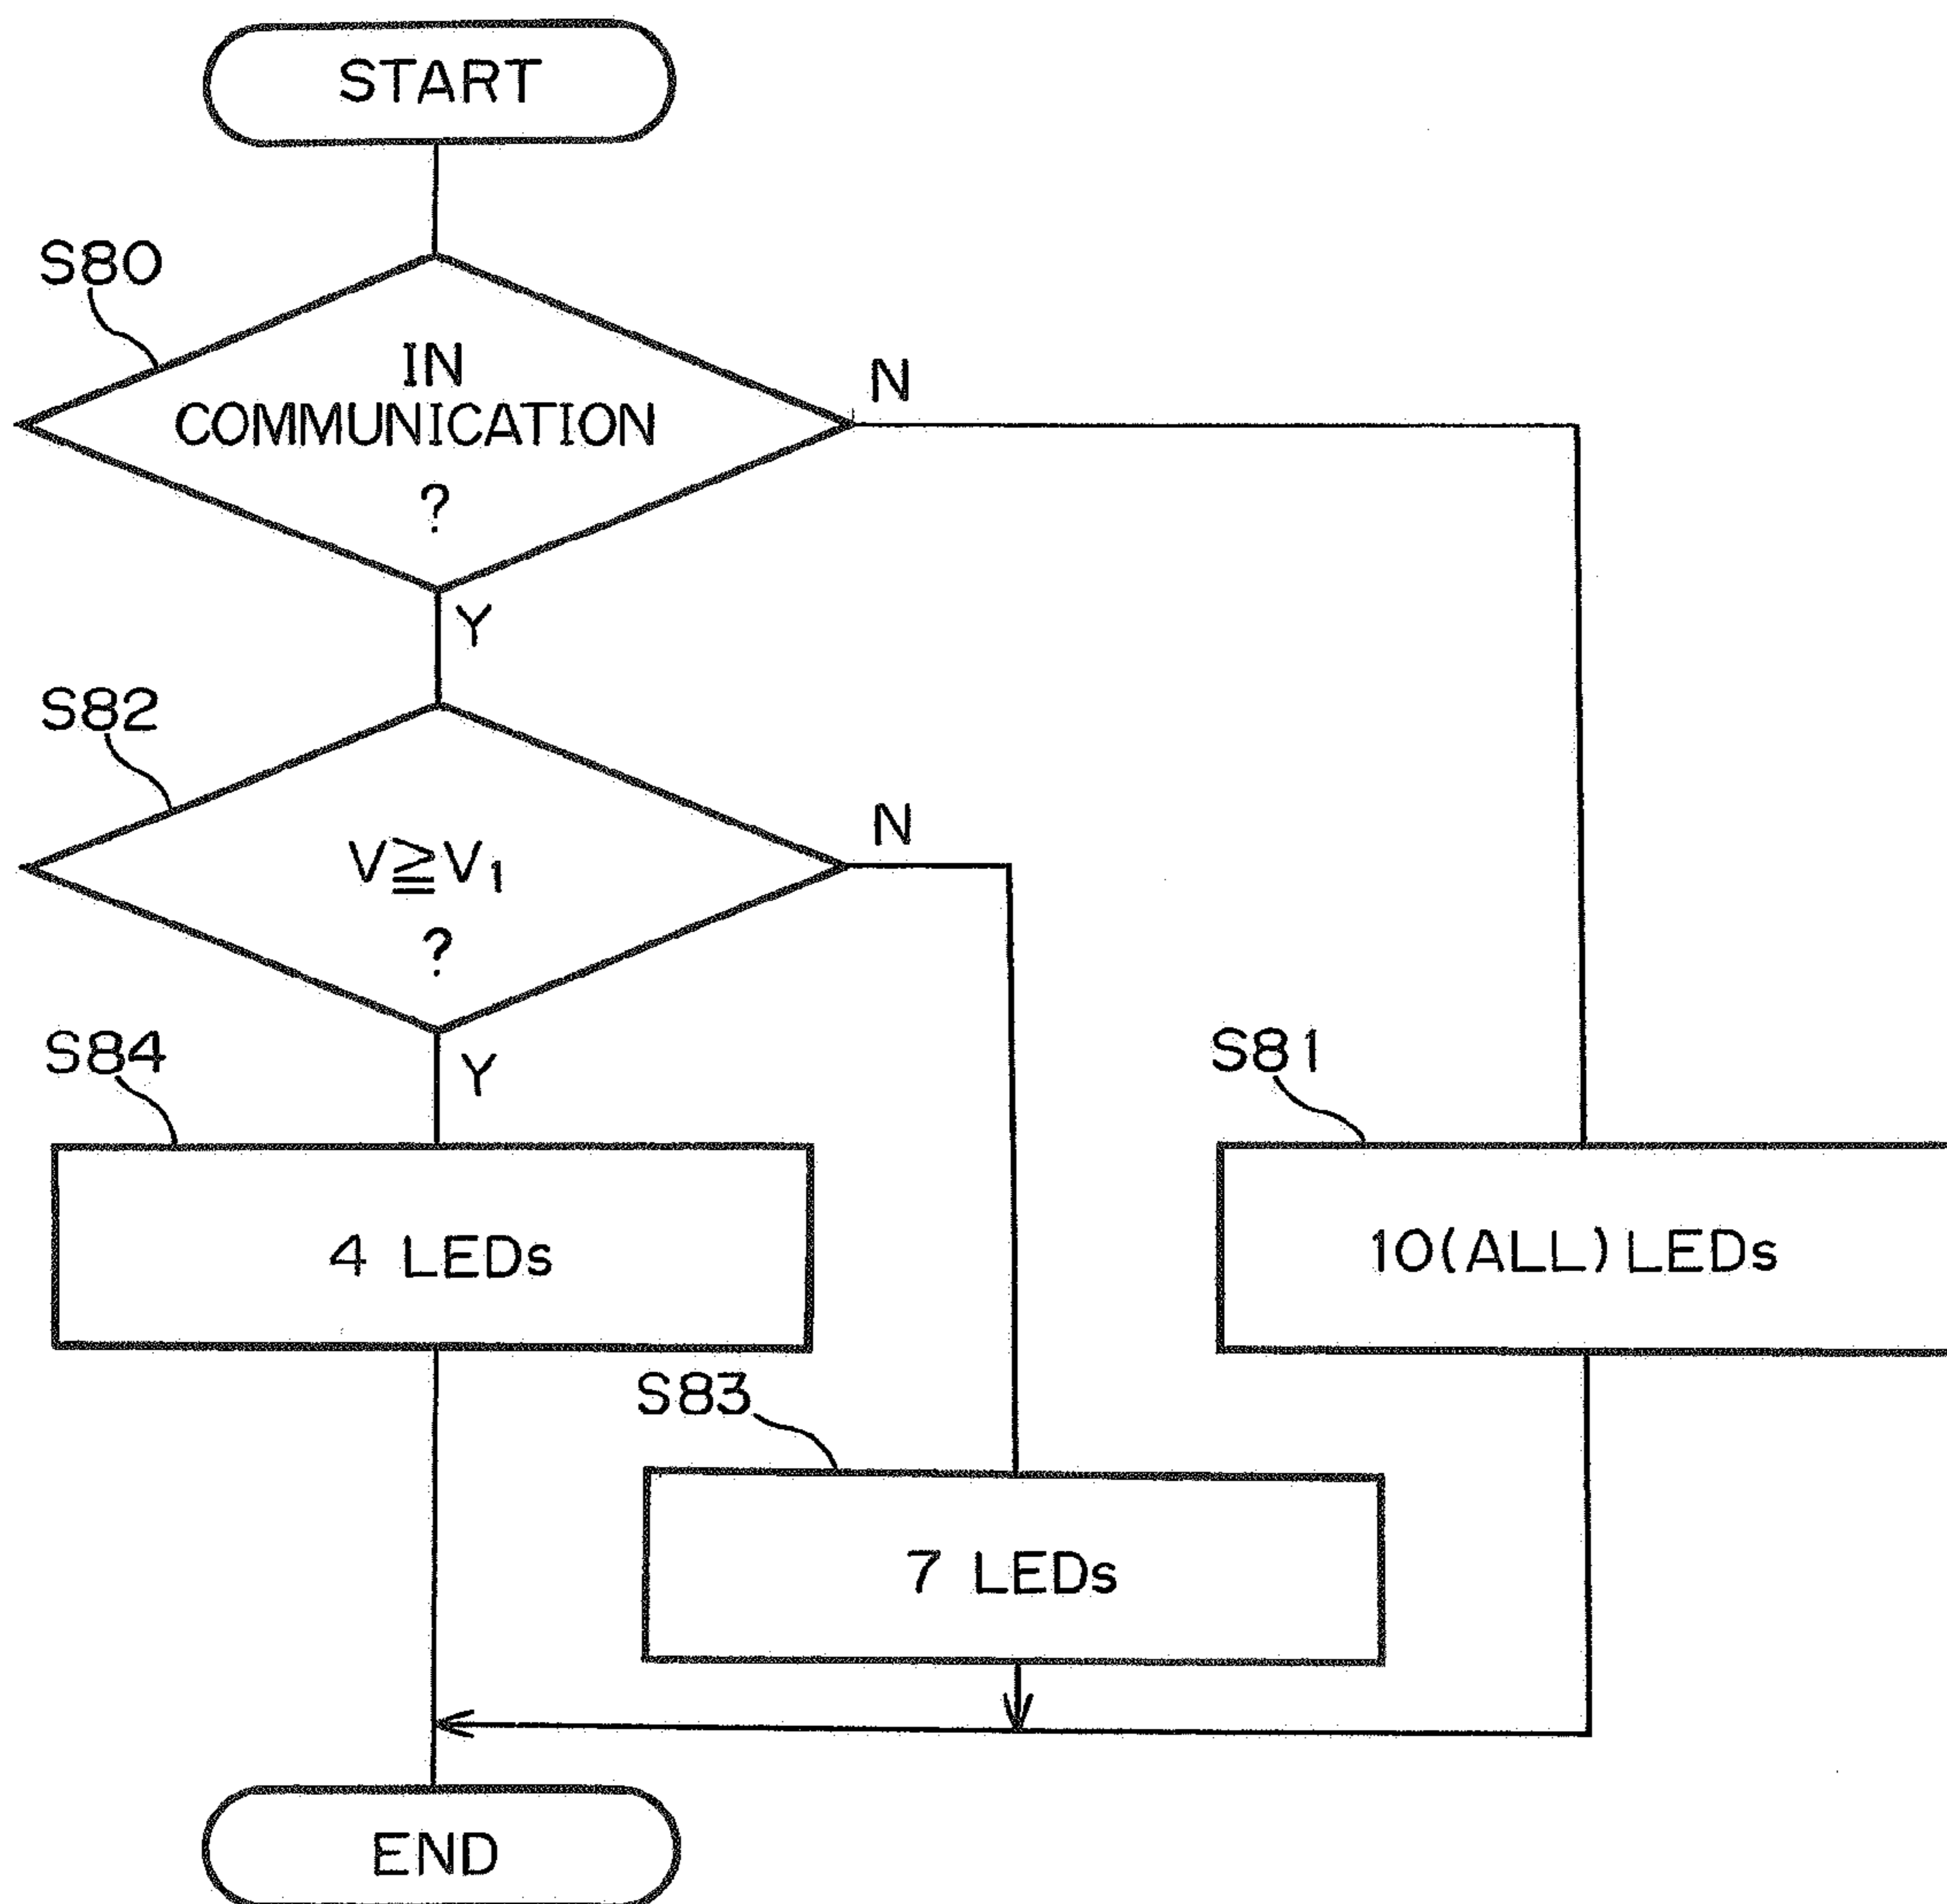 START
S80
IN
COMMUNICATION
?
N
Y
S82
V≧V1
?
N
Y
S84
4 LEDs
S81
10(ALL) LEDs
S83
7 LEDs
END